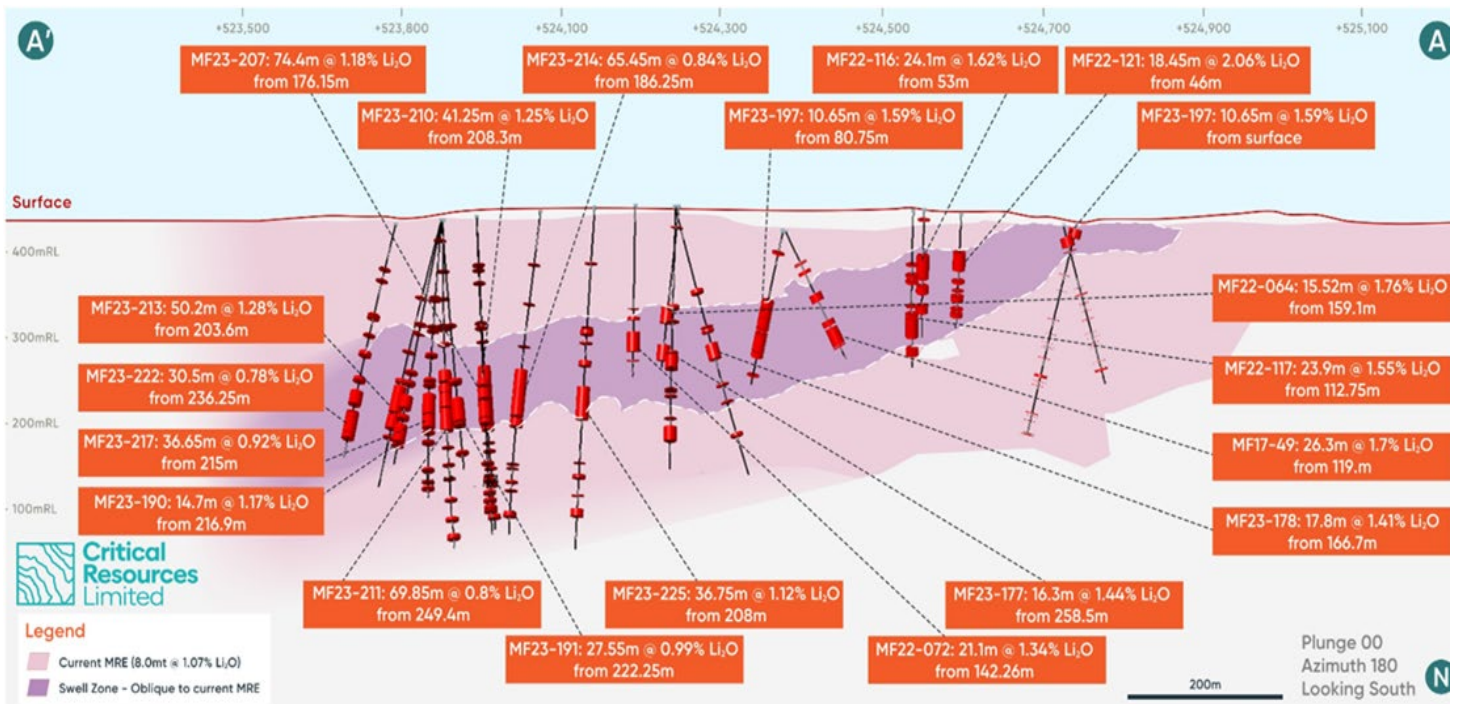 +523,500
+523,800
+524,100
+524,300
+524,500
+524,700
+524,900
+525,100
A'
A
MF23-207: 74.4m @ 1.18% Li₂O
from 176.15m
MF23-214: 65.45m @ 0.84% Li₂O
from 186.25m
MF22-116: 24.1m @ 1.62% Li₂O
from 53m
MF22-121: 18.45m @ 2.06% Li₂O
from 46m
MF23-210: 41.25m @ 1.25% Li₂O
from 208.3m
MF23-197: 10.65m @ 1.59% Li₂O
from 80.75m
MF23-197: 10.65m @ 1.59% Li₂O
from surface
Surface
400mRL
300mRL
200mRL
100mRL
MF23-213: 50.2m @ 1.28% Li₂O
from 203.6m
MF23-222: 30.5m @ 0.78% Li₂O
from 236.25m
MF23-217: 36.65m @ 0.92% Li₂O
from 215m
MF23-190: 14.7m @ 1.17% Li₂O
from 216.9m
MF22-064: 15.52m @ 1.76% Li₂O
from 159.1m
MF22-117: 23.9m @ 1.55% Li₂O
from 112.75m
MF17-49: 26.3m @ 1.7% Li₂O
from 119.m
MF23-178: 17.8m @ 1.41% Li₂O
from 166.7m
MF23-211: 69.85m @ 0.8% Li₂O
from 249.4m
MF23-225: 36.75m @ 1.12% Li₂O
from 208m
MF23-177: 16.3m @ 1.44% Li₂O
from 258.5m
MF23-191: 27.55m @ 0.99% Li₂O
from 222.25m
MF22-072: 21.1m @ 1.34% Li₂O
from 142.26m
Critical
Resources
Limited
Legend
Current MRE (8.0mt @ 1.07% Li₂O)
Swell Zone - Oblique to current MRE
200m
Plunge 00
Azimuth 180
Looking South
N